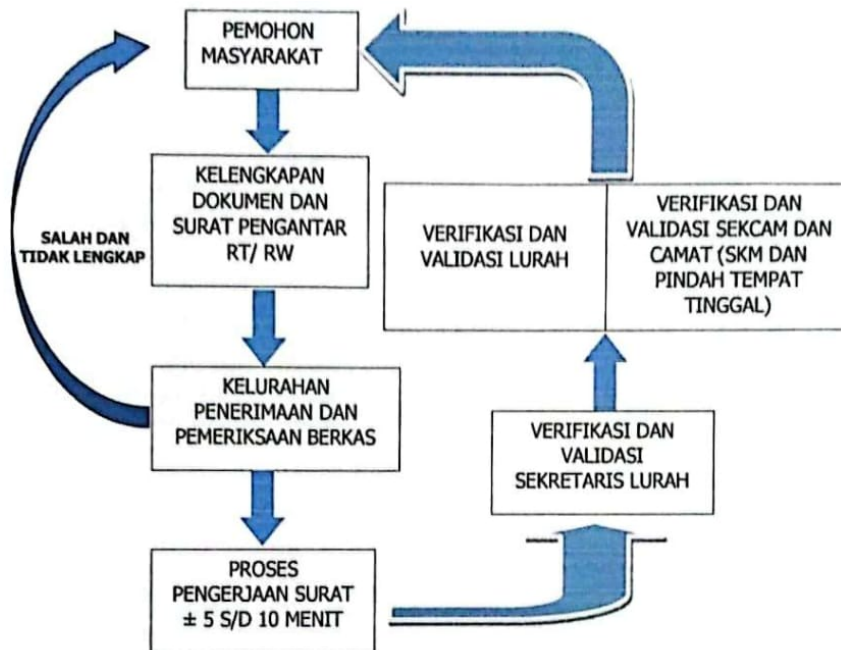 PEMOHON
MASYARAKAT
KELENGKAPAN
DOKUMEN DAN
SURAT PENGANTAR
RT/ RW
SALAH DAN
TIDAK LENGKAP
KELURAHAN
PENERIMAAN DAN
PEMERIKSAAN BERKAS
PROSES
PENGERJAAN SURAT
± 5 S/D 10 MENIT
VERIFIKASI DAN
VALIDASI
SEKRETARIS LURAH
VERIFIKASI DAN
VALIDASI LURAH
VERIFIKASI DAN
VALIDASI SEKCAM DAN
CAMAT (SKM DAN
PINDAH TEMPAT
TINGGAL)